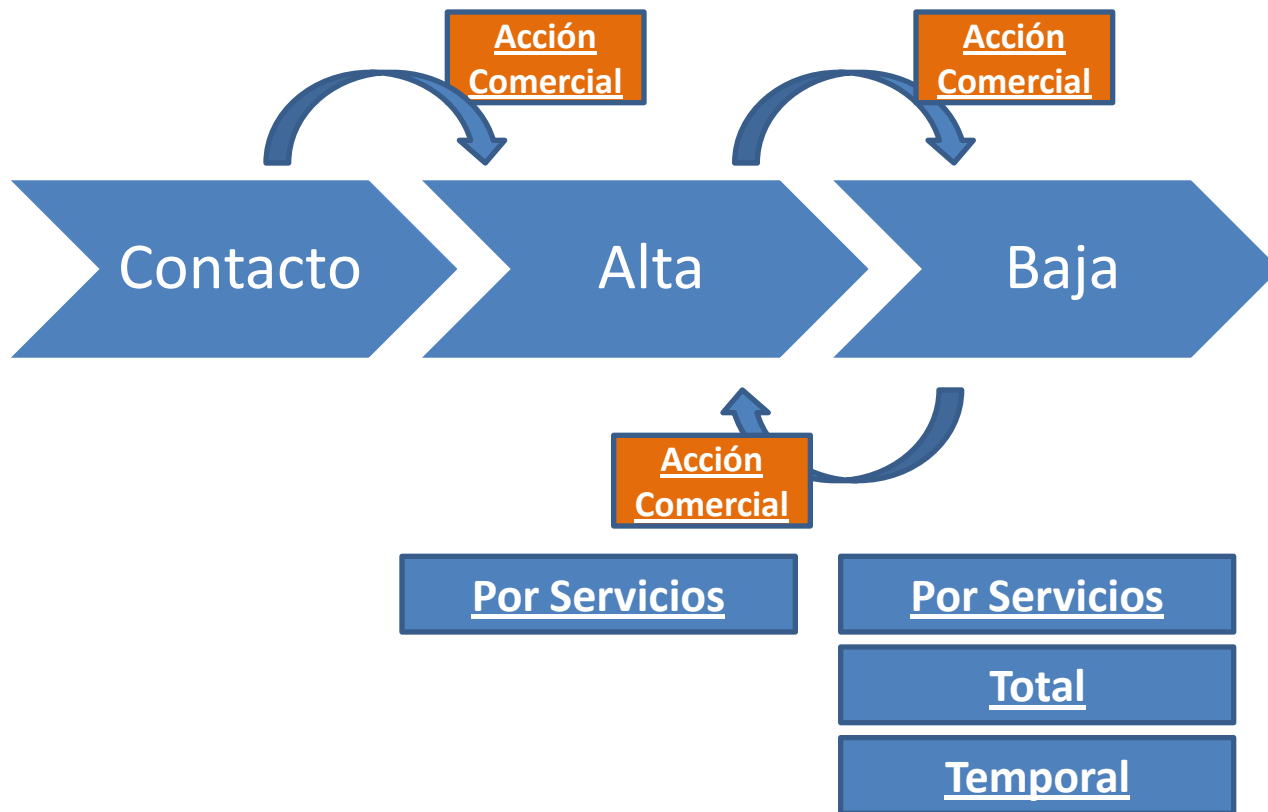 Acción
Comercial
Acción
Comercial
Contacto
Alta
Baja
Acción
Comercial
Por Servicios
Por Servicios
Total
Temporal